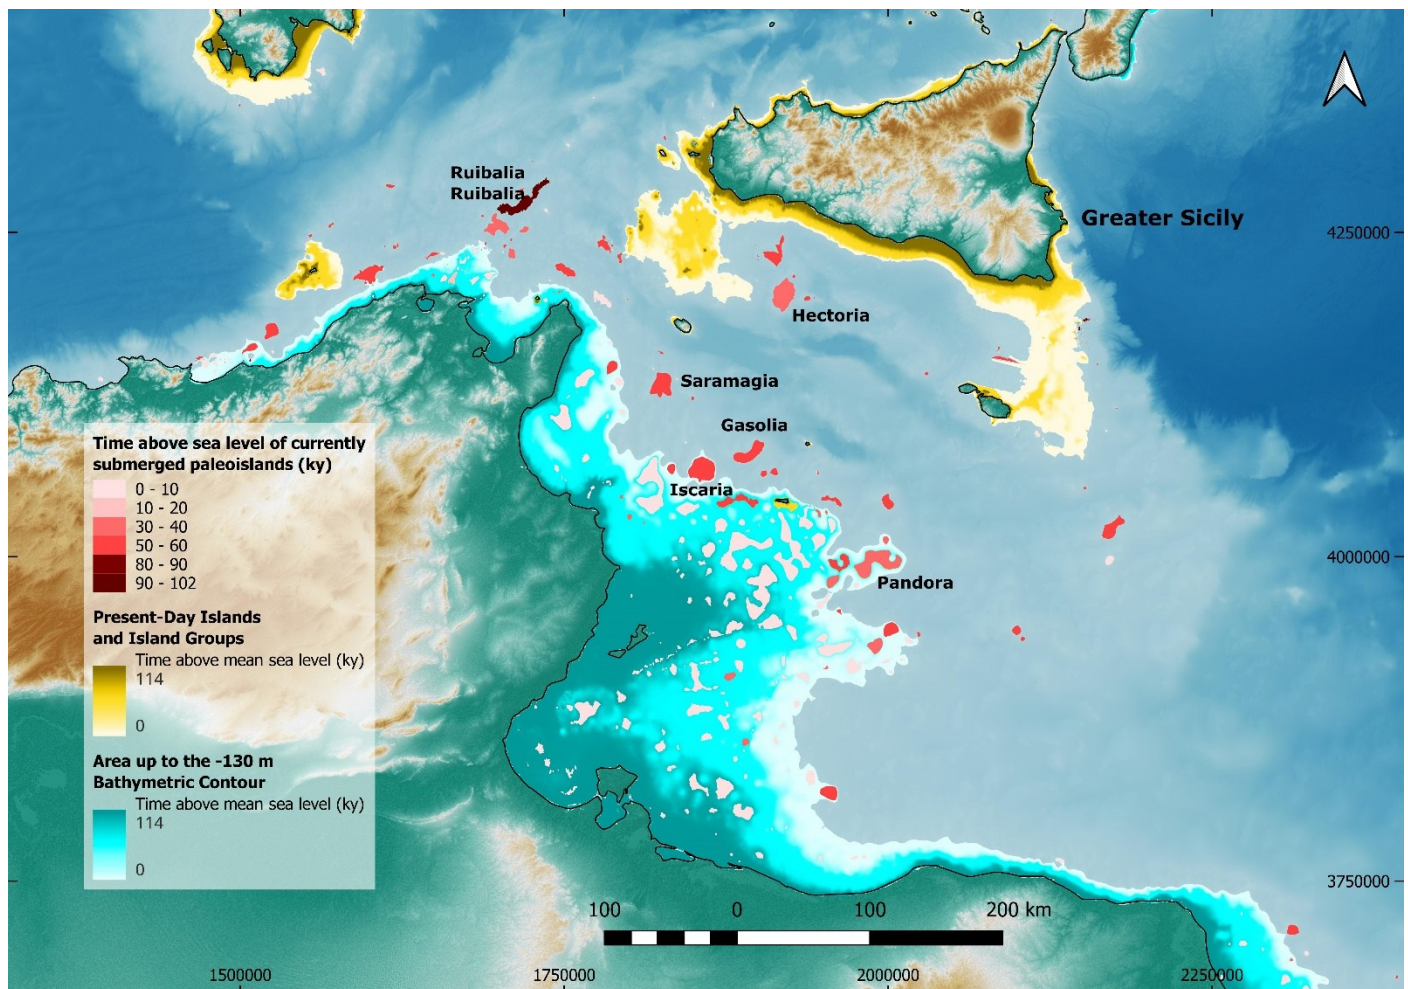 Ruibalia
Ruibalia
Greater Sicily
4250000
Hectoria
Saramagia
Gasolia
Iscaria
Pandora
4000000
Time above sea level of currently
submerged paleoislands (ky)
0 - 10
10 - 20
30 - 40
50 - 60
80 - 90
90 - 102
Present-Day Islands
and Island Groups
Time above mean sea level (ky)
114
0
Area up to the -130 m
Bathymetric Contour
Time above mean sea level (ky)
114
0
3750000
100 0 100 200 km
1500000 1750000 2000000 2250000